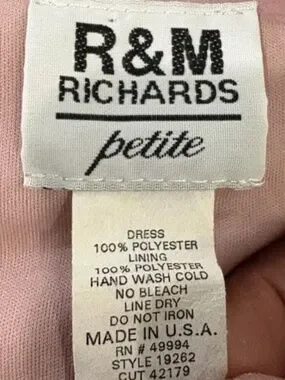 R&M
RICHARDS
petite
DRESS
100% POLYESTER
LINING
100% POLYESTER
HAND WASH COLD
NO BLEACH
LINE DRY
DO NOT IRON
MADE IN U.S.A.
RN # 49994
STYLE 19262
CUT 42179